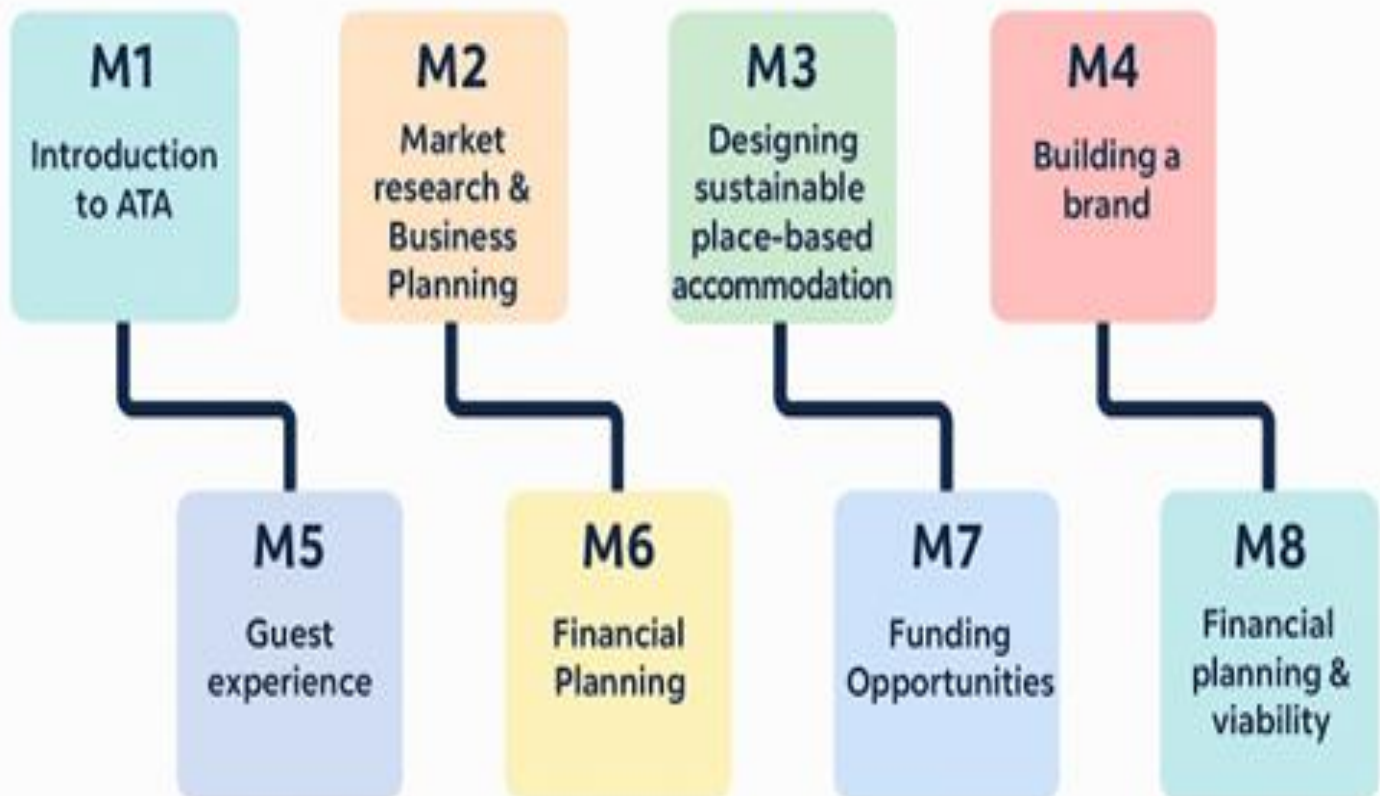 M1
Introduction
to ATA
M2
Market
research &
Business
Planning
M3
Designing
sustainable
place-based
accommodation
M4
Building a
brand
M5
Guest
experience
M6
Financial
Planning
M7
Funding
Opportunities
M8
Financial
planning &
viability